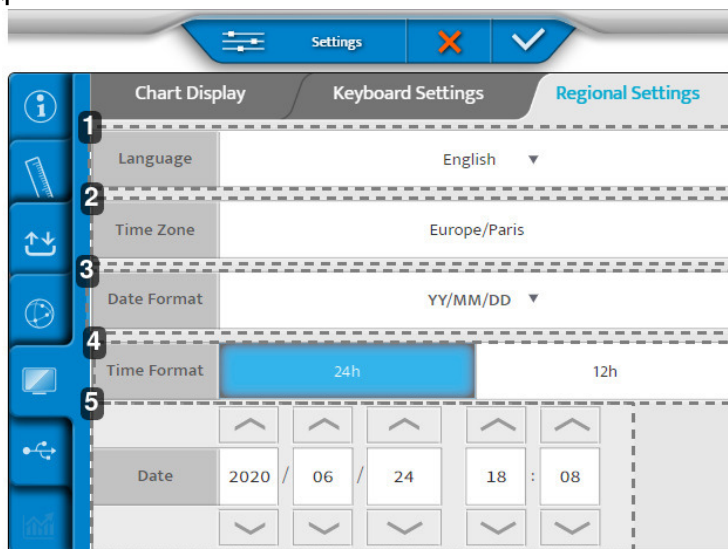 Settings
Chart Display Keyboard Settings Regional Settings
1
Language English ▼
2
Time Zone Europe/Paris
3
Date Format YY/MM/DD ▼
4
Time Format 24h 12h
5
Date 2020 / 06 / 24 18 : 08